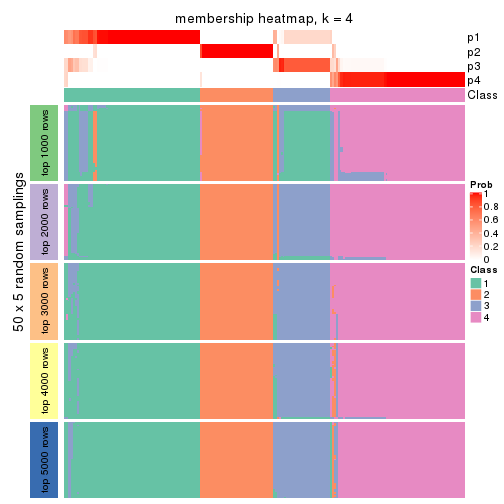 membership heatmap, k = 4
p1
p2
p3
p4
Class
50 x 5 random samplings
top 1000 rows
top 2000 rows
top 3000 rows
top 4000 rows
top 5000 rows
Prob
1
0.8
0.6
0.4
0.2
0
Class
1
2
3
4